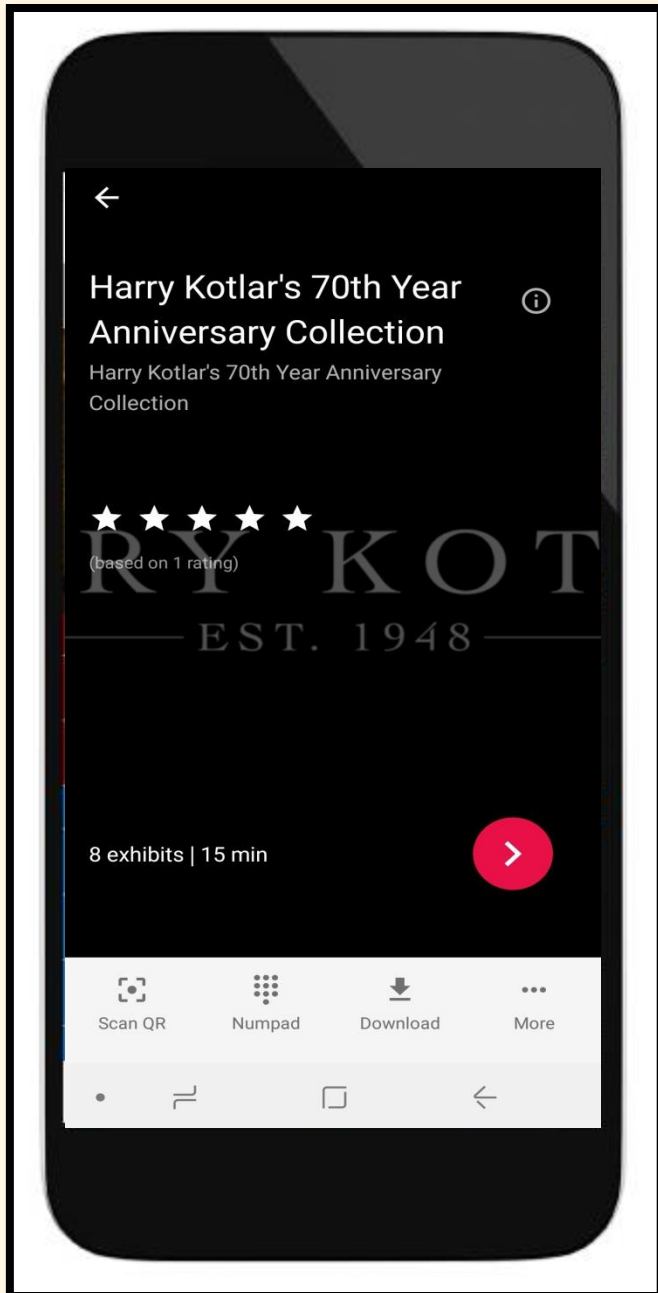 Harry Kotlar's 70th Year
Anniversary Collection
Harry Kotlar's 70th Year Anniversary
Collection
(based on 1 rating)
RY KOT
EST. 1948
8 exhibits | 15 min
Scan QR
Numpad
Download
More